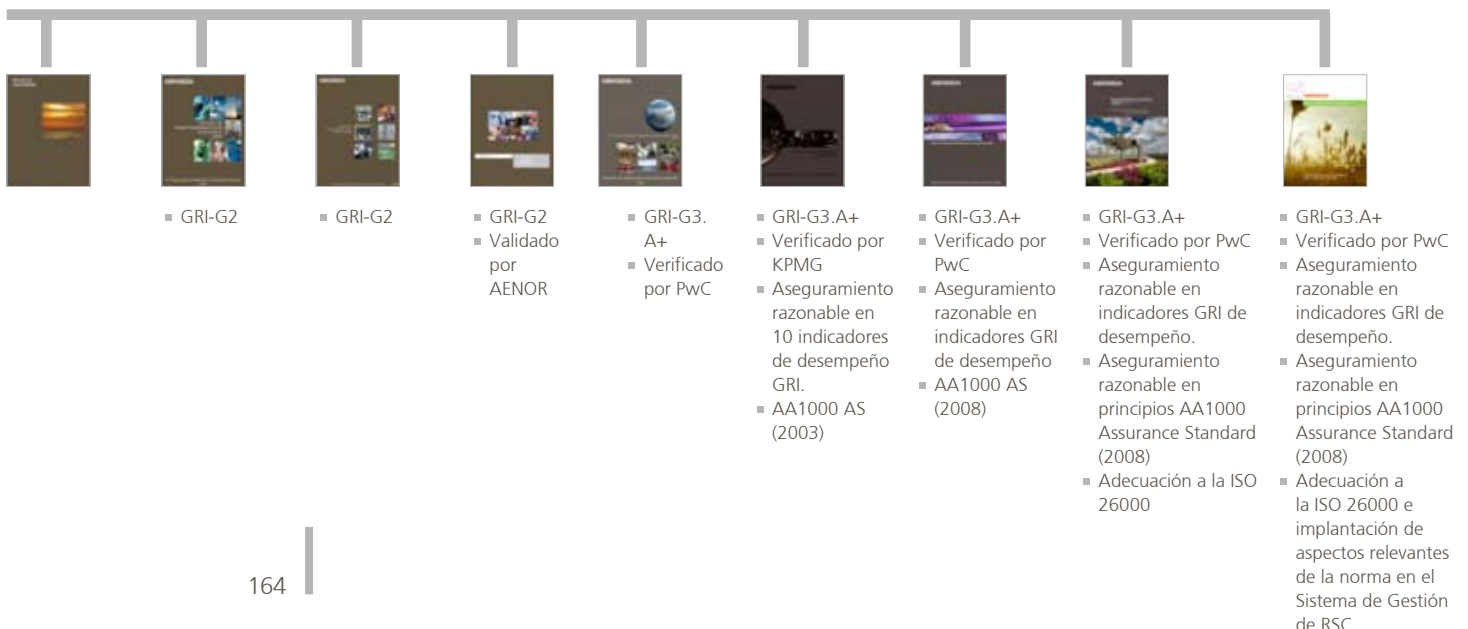 GRI-G2
GRI-G2
GRI-G2
Validado
por
AENOR
GRI-G3.
A+
Verificado
por PwC
GRI-G3.A+
Verificado por
KPMG
Aseguramiento
razonable en
10 indicadores
de desempeño
GRI.
AA1000 AS
(2003)
GRI-G3.A+
Verificado por
PwC
Aseguramiento
razonable en
indicadores GRI
de desempeño
AA1000 AS
(2008)
GRI-G3.A+
Verificado por PwC
Aseguramiento
razonable en
indicadores GRI de
desempeño.
Aseguramiento
razonable en
principios AA1000
Assurance Standard
(2008)
Adecuación a la ISO
26000
GRI-G3.A+
Verificado por PwC
Aseguramiento
razonable en
indicadores GRI de
desempeño.
Aseguramiento
razonable en
principios AA1000
Assurance Standard
(2008)
Adecuación a
la ISO 26000 e
implantación de
aspectos relevantes
de la norma en el
Sistema de Gestión
de RSC
164